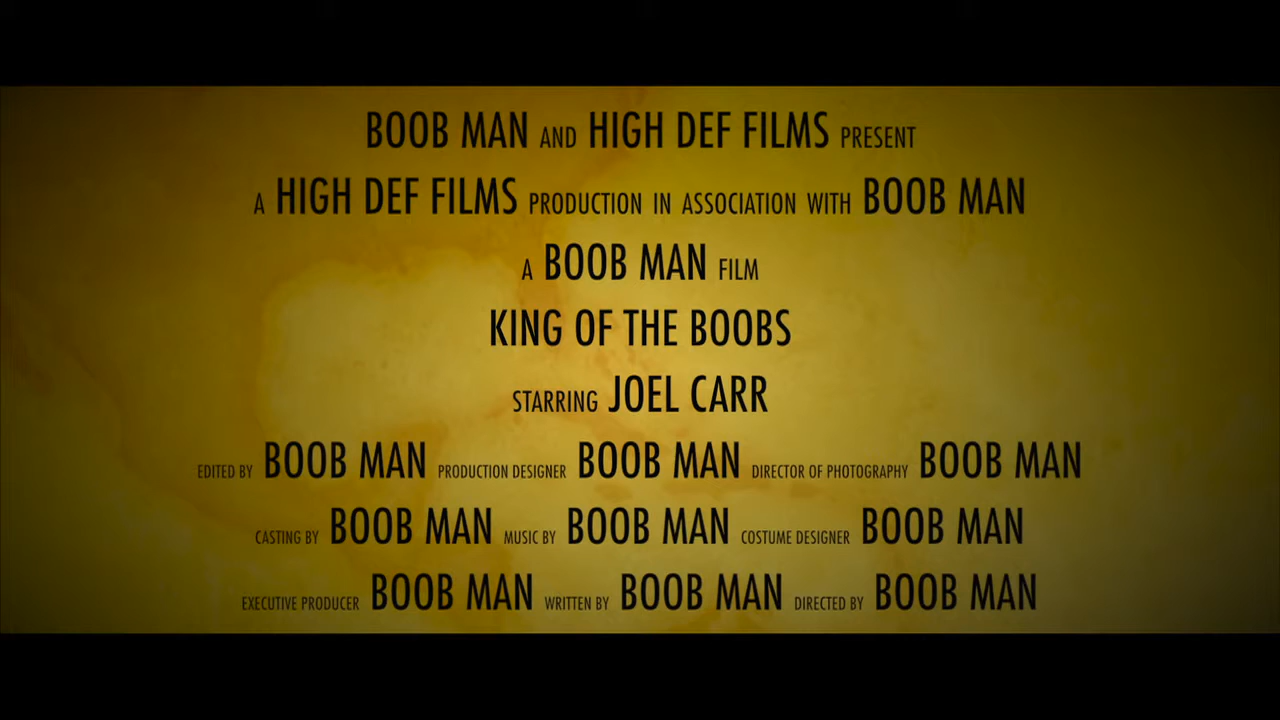 BOOB MAN AND HIGH DEF FILMS PRESENT
A HIGH DEF FILMS PRODUCTION IN ASSOCIATION WITH BOOB MAN
A BOOB MAN FILM
KING OF THE BOOBS
STARRING JOEL CARR
EDITED BY BOOB MAN PRODUCTION DESIGNER BOOB MAN DIRECTOR OF PHOTOGRAPHY BOOB MAN
CASTING BY BOOB MAN MUSIC BY BOOB MAN COSTUME DESIGNER BOOB MAN
EXECUTIVE PRODUCER BOOB MAN WRITTEN BY BOOB MAN DIRECTED BY BOOB MAN